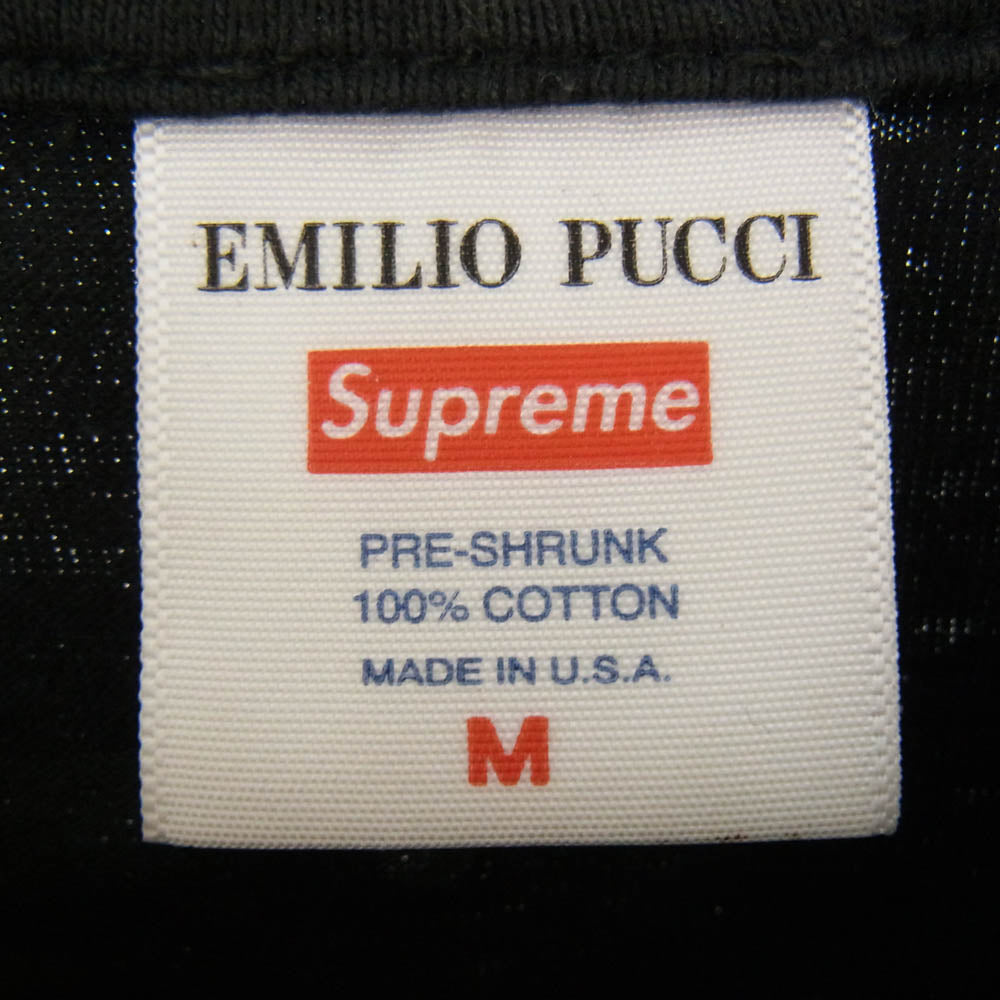 EMILIO PUCCI
Supreme
PRE-SHRUNK
100% COTTON
MADE IN U.S.A.
M